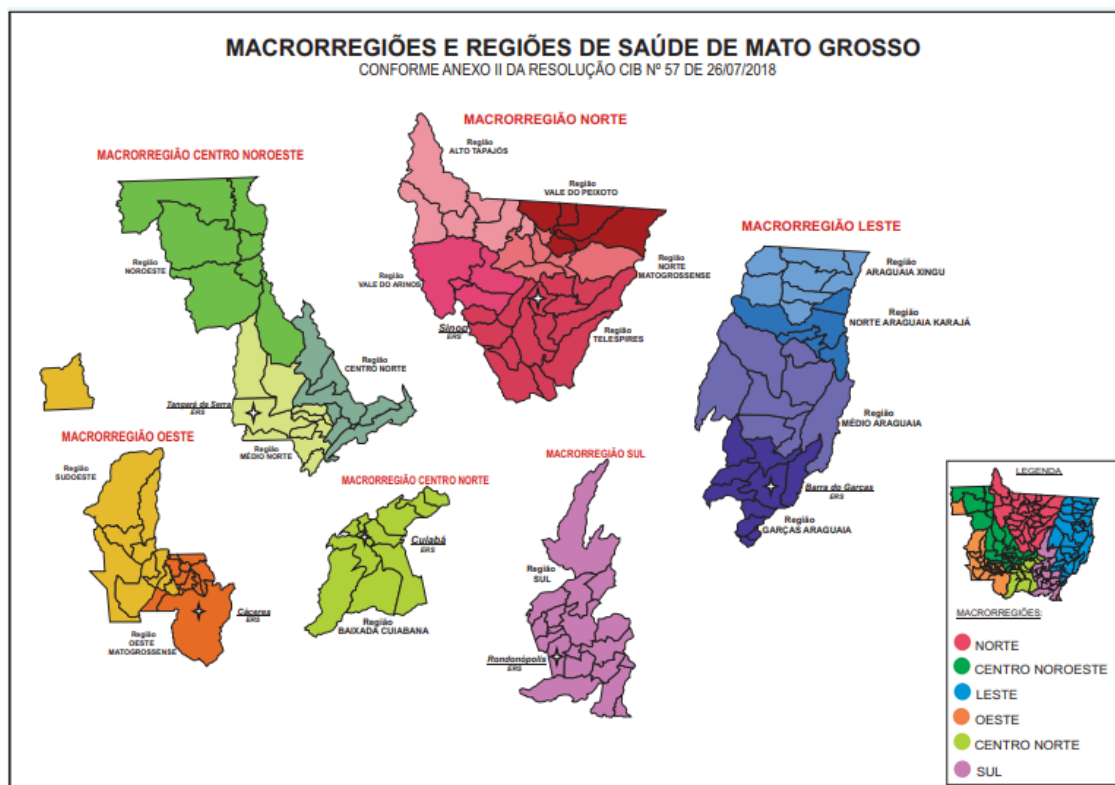 MACRORREGIÕES E REGIÕES DE SAÚDE DE MATO GROSSO
CONFORME ANEXO II DA RESOLUÇÃO CIB Nº 57 DE 26/07/2018
MACRORREGIÃO NORTE
Região
ALTO TAPAJÓS
Região
VALE DO PEIXOTO
Região
VALE DO ARINOS
Região
NORTE
MATOGROSSENSE
Sinop
ERS
Região
TELESPIRES
MACRORREGIÃO CENTRO NOROESTE
Região
NOROESTE
Região
CENTRO NORTE
Tangará da Serra
ERS
Região
MÉDIO NORTE
MACRORREGIÃO LESTE
Região
ARAGUAIA XINGU
Região
NORTE ARAGUAIA KARAJÁ
Região
MÉDIO ARAGUAIA
Barra do Garças
ERS
Região
GARÇAS ARAGUAIA
MACRORREGIÃO OESTE
Região
SUDOESTE
Cáceres
ERS
Região
OESTE
MATOGROSSENSE
MACRORREGIÃO CENTRO NORTE
Cuiabá
ERS
Região
BAIXADA CUIABANA
MACRORREGIÃO SUL
Região
SUL
Rondonópolis
ERS
LEGENDA
MACRORREGIÕES:
NORTE
CENTRO NOROESTE
LESTE
OESTE
CENTRO NORTE
SUL